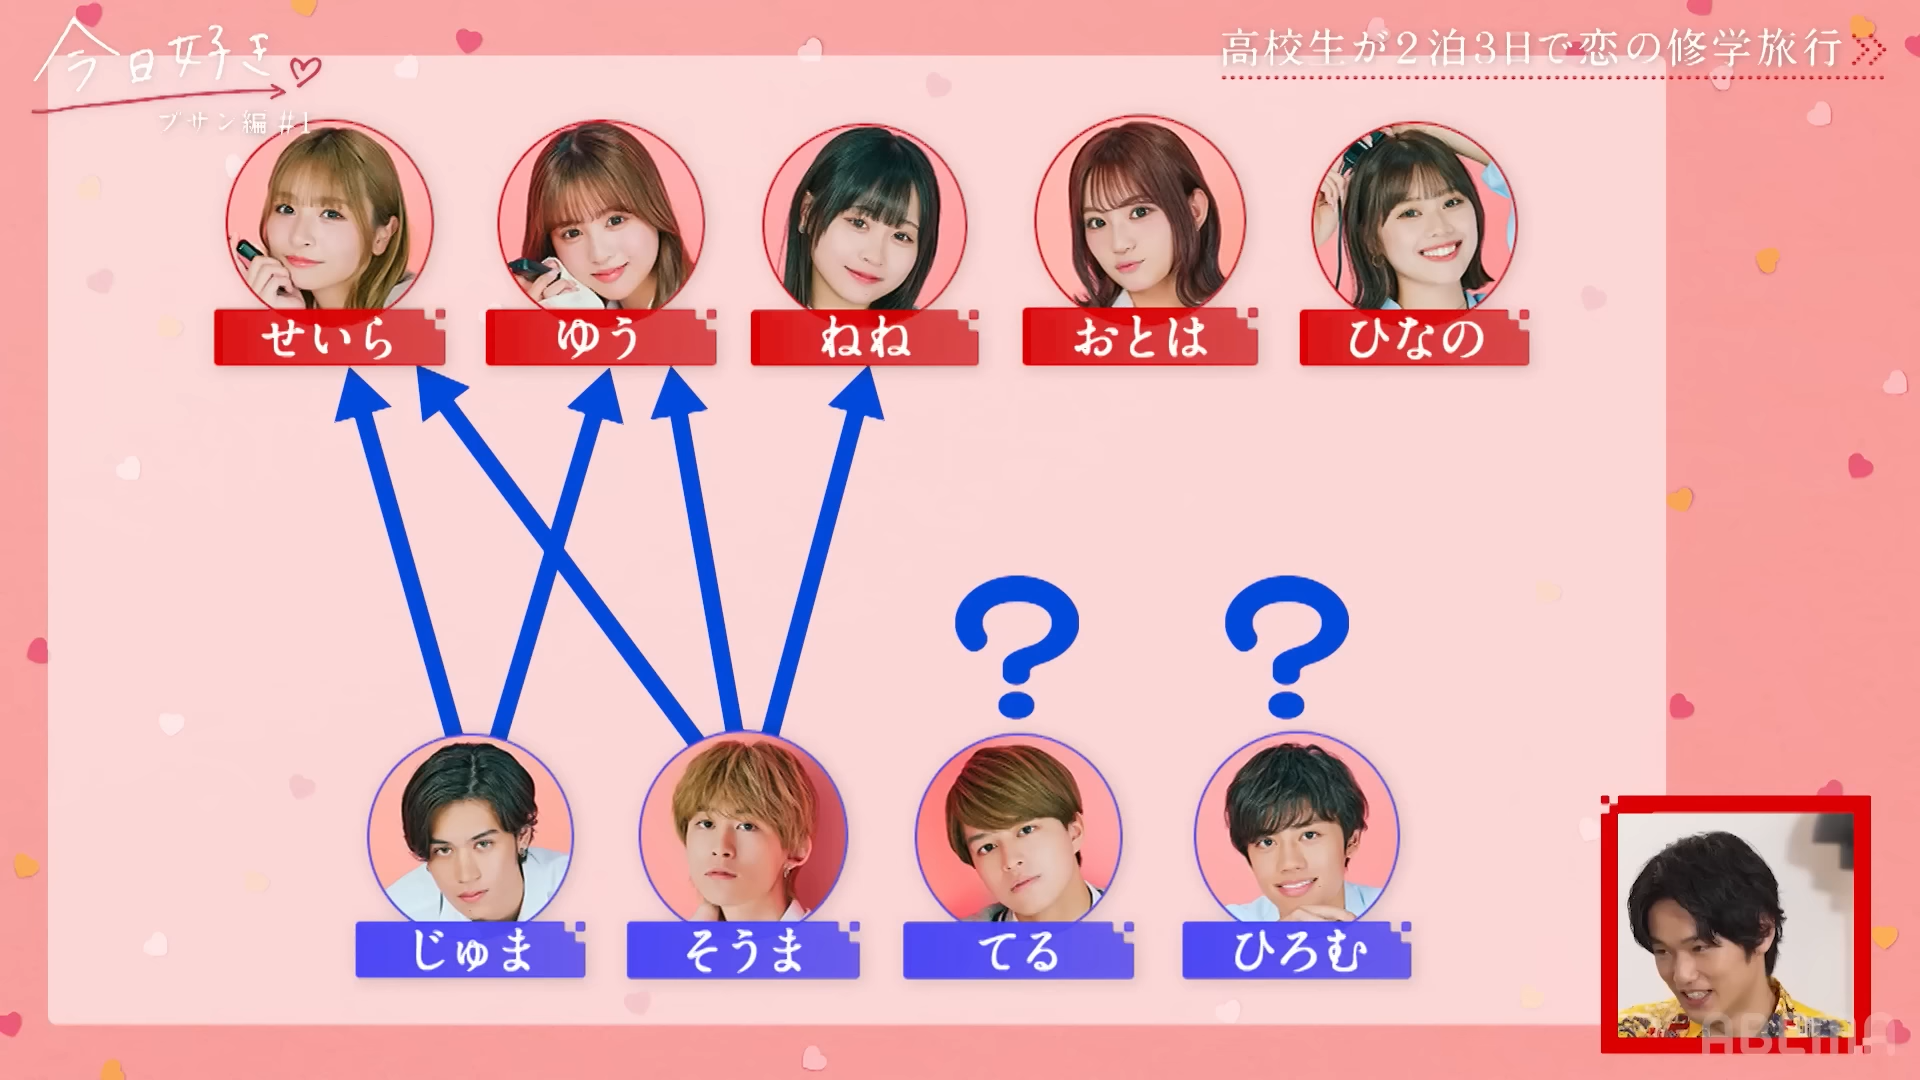 今日好き
ブサン編 #1
高校生が2泊3日で恋の修学旅行
せいら
ゆう
ねね
おとは
ひなの
?
?
じゅま
そうま
てる
ひろむ
ABEMA